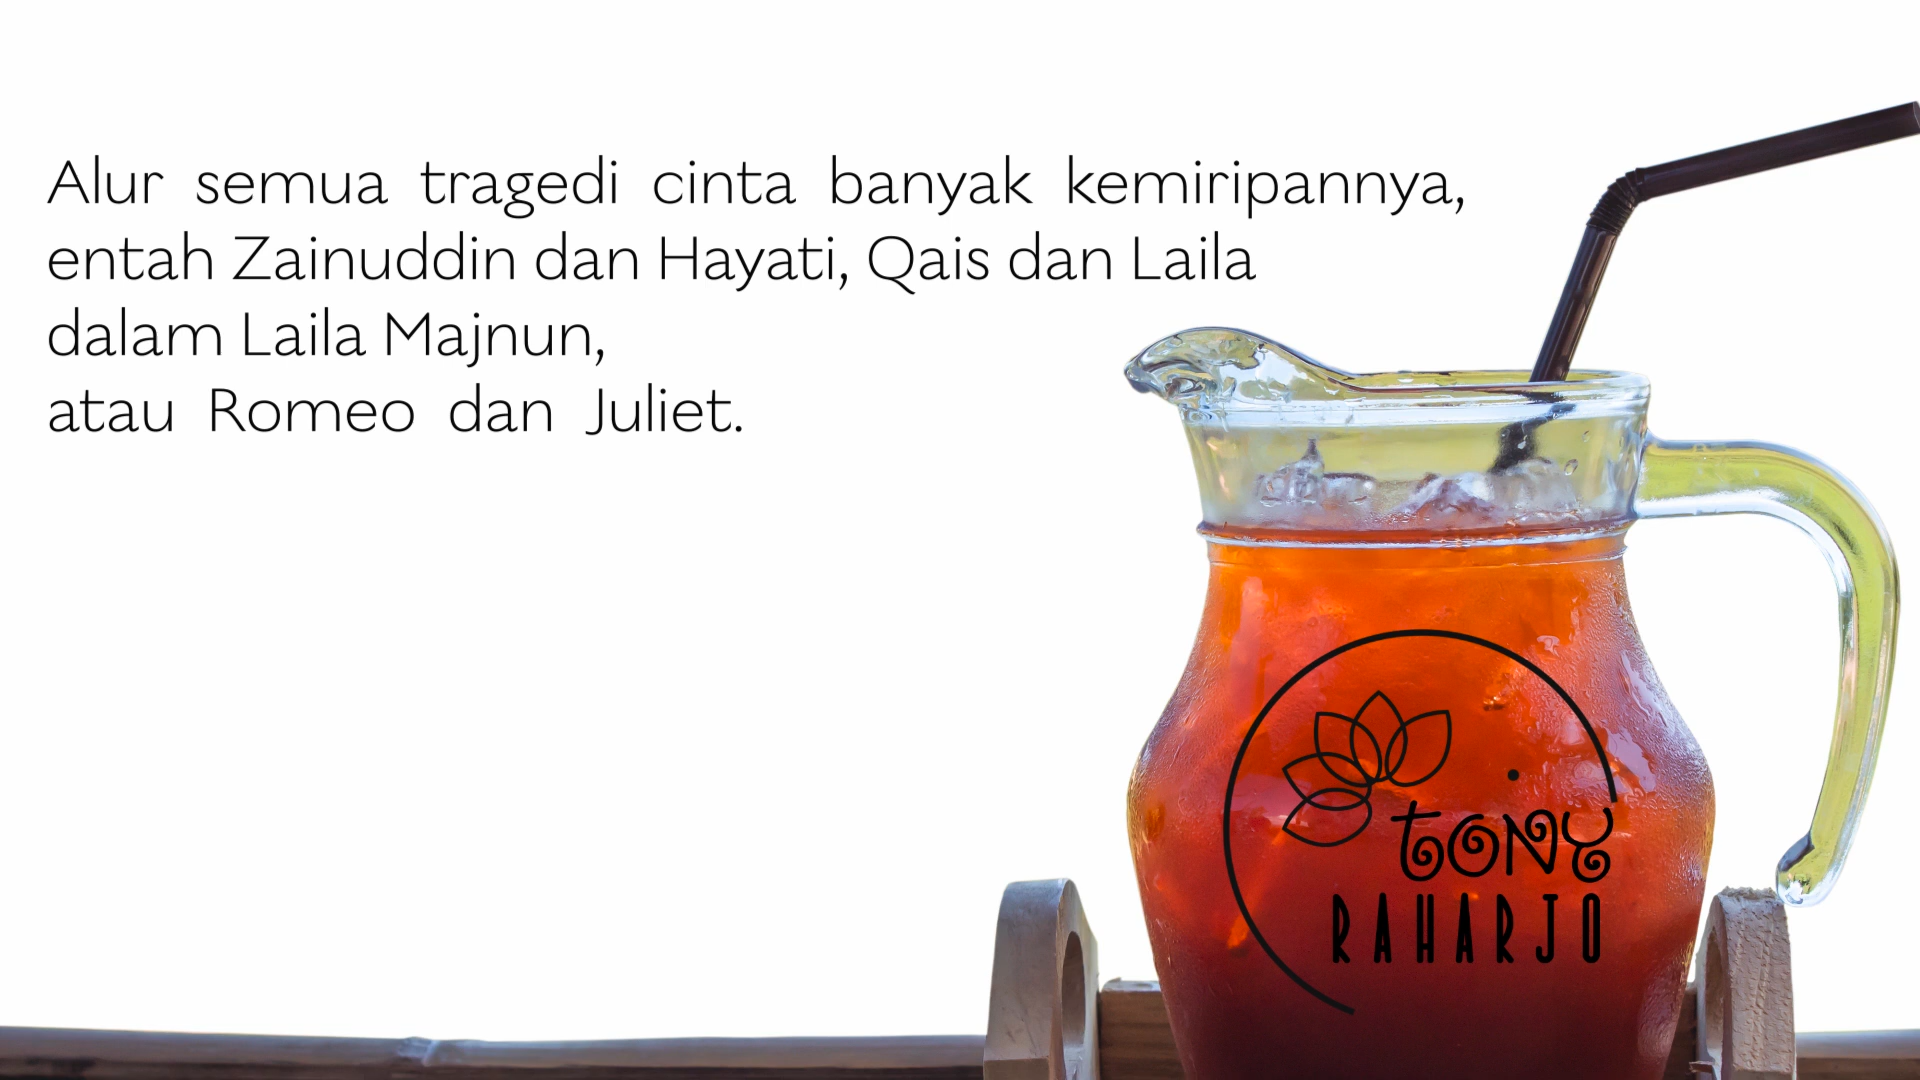 Alur semua tragedi cinta banyak kemiripannya,
entah Zainuddin dan Hayati, Qais dan Laila
dalam Laila Majnun,
atau Romeo dan Juliet.
tony
RAHARJO